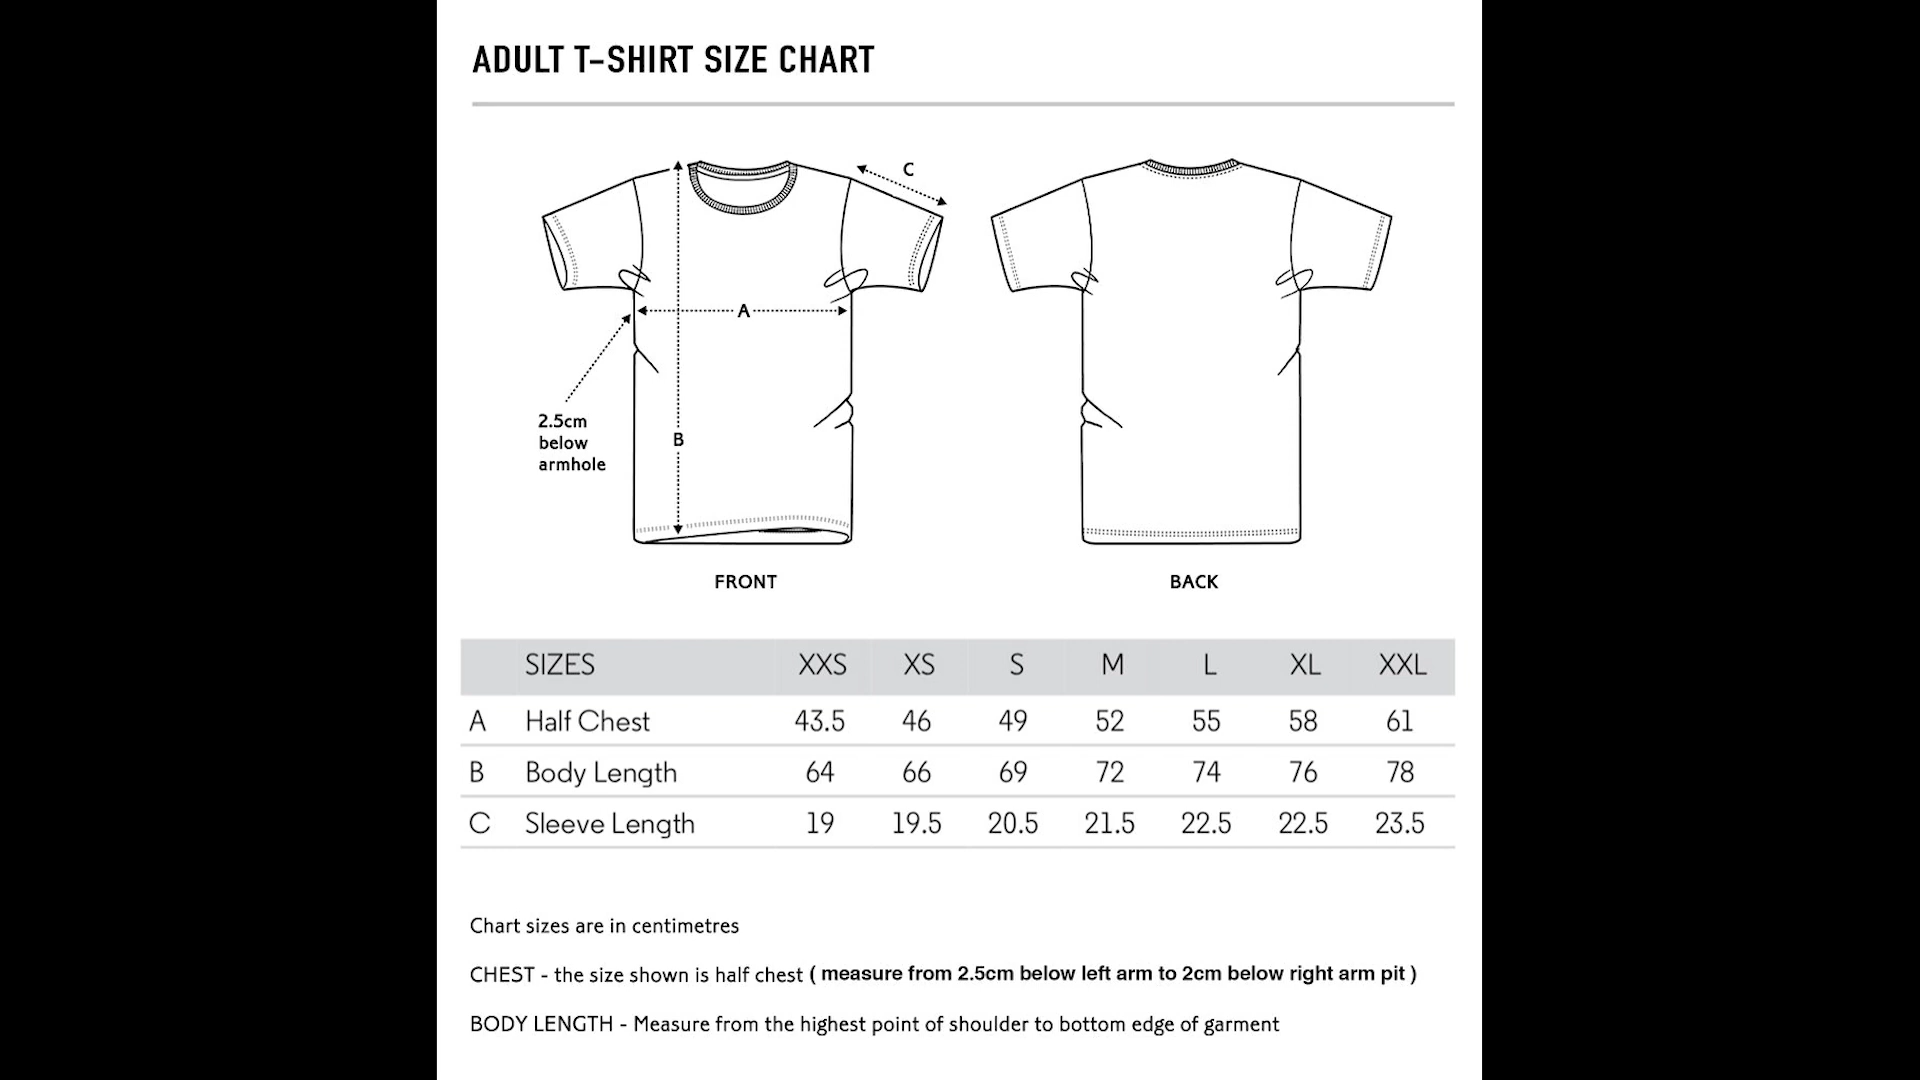 ADULT T-SHIRT SIZE CHART
C
A
2.5cm
below
armhole
B
FRONT
BACK
SIZES XXS XS S M L XL XXL
A Half Chest 43.5 46 49 52 55 58 61
B Body Length 64 66 69 72 74 76 78
C Sleeve Length 19 19.5 20.5 21.5 22.5 22.5 23.5
Chart sizes are in centimetres
CHEST - the size shown is half chest ( measure from 2.5cm below left arm to 2cm below right arm pit )
BODY LENGTH - Measure from the highest point of shoulder to bottom edge of garment